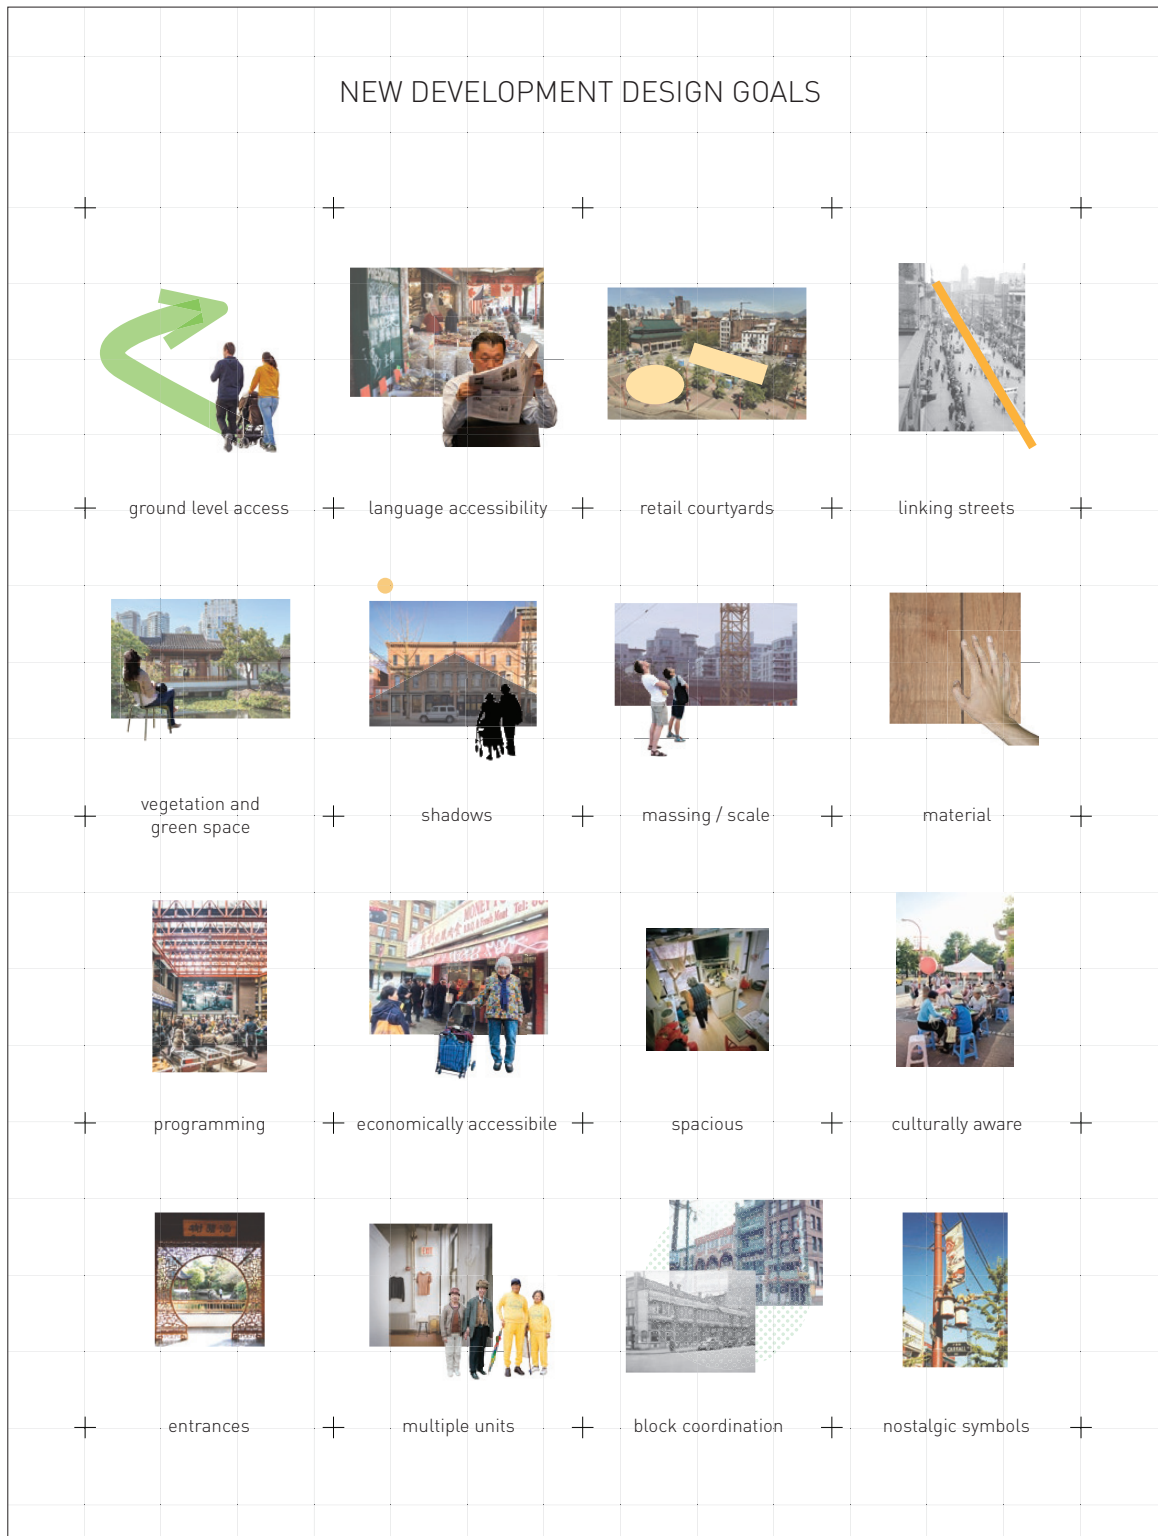 NEW DEVELOPMENT DESIGN GOALS
ground level access
language accessibility
retail courtyards
linking streets
vegetation and
green space
shadows
massing / scale
material
programming
economically accessibile
spacious
culturally aware
entrances
multiple units
block coordination
nostalgic symbols